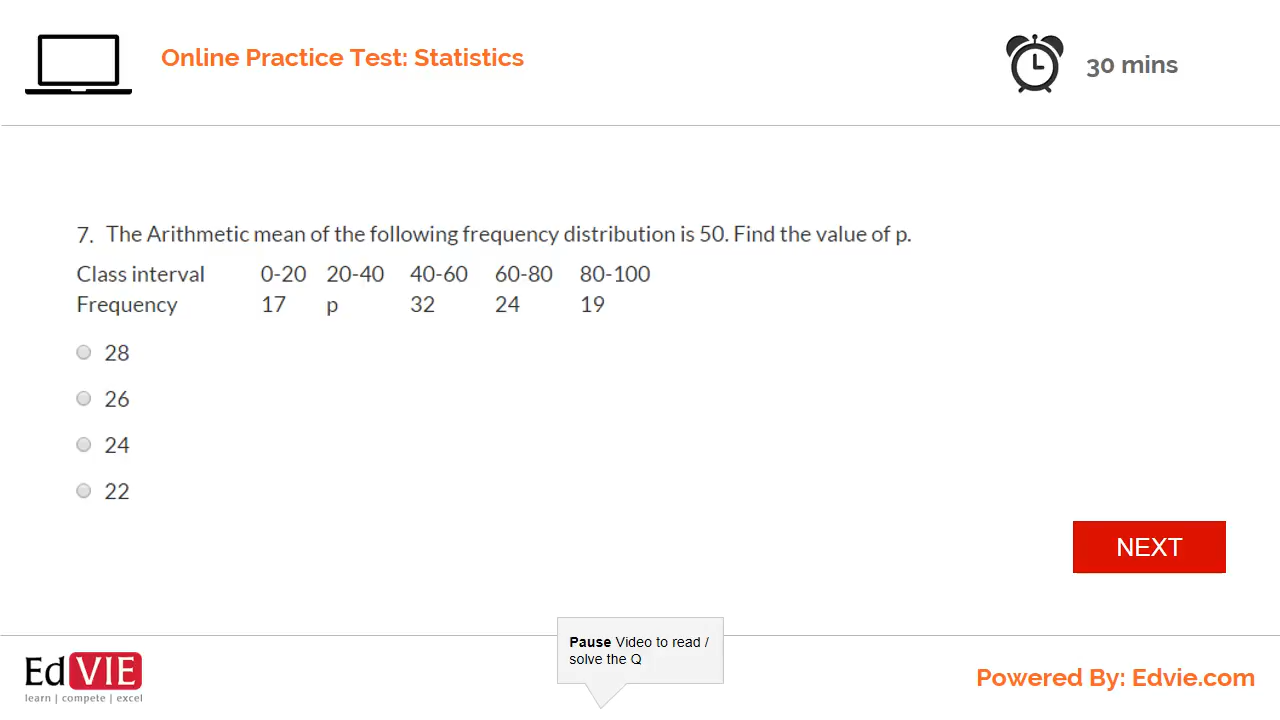 Online Practice Test: Statistics
30 mins
7. The Arithmetic mean of the following frequency distribution is 50. Find the value of p.
Class interval 0-20 20-40 40-60 60-80 80-100
Frequency 17 p 32 24 19
28
26
24
22
NEXT
Pause Video to read /
solve the Q
EdVIE
learn | compete | excel
Powered By: Edvie.com